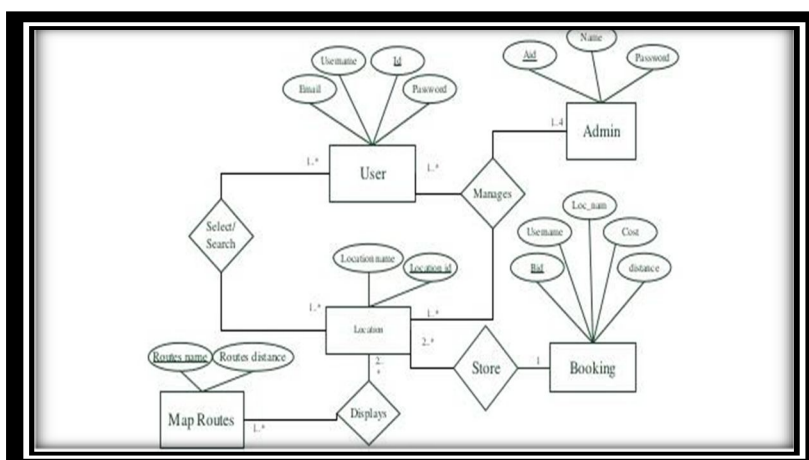 Name
Aid
Password
Username
Id
Email
Password
1..4
Admin
1..*
1..*
User
Manages
Loc_nam
Select/
Search
Username
Cost
Location name
Location id
Bid
distance
1..*
1..*
Location
2..*
1
Store
Booking
2..
*
Routes name
Routes distance
Map Routes
1..*
Displays